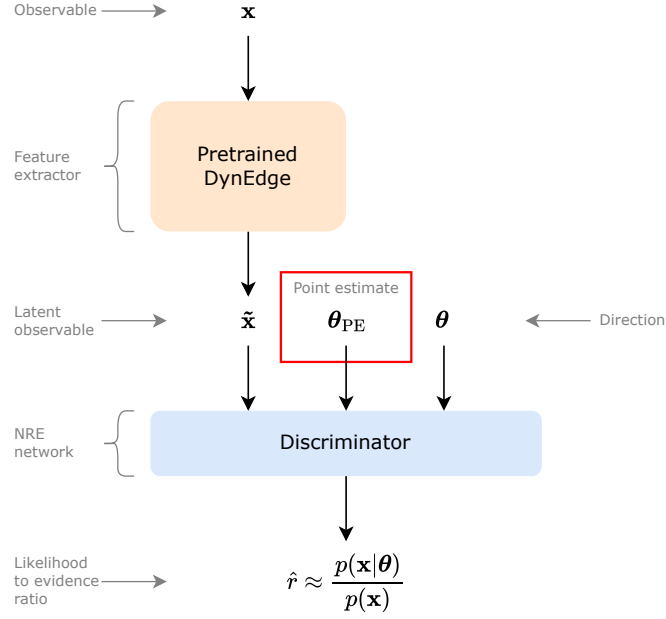 Observable
x
Pretrained
DynEdge
Feature
extractor
Point estimate
Latent
observable
x̃
θ_PE
θ
Direction
NRE
network
Discriminator
Likelihood
to evidence
ratio
r̂ ≈ p(x|θ) / p(x)